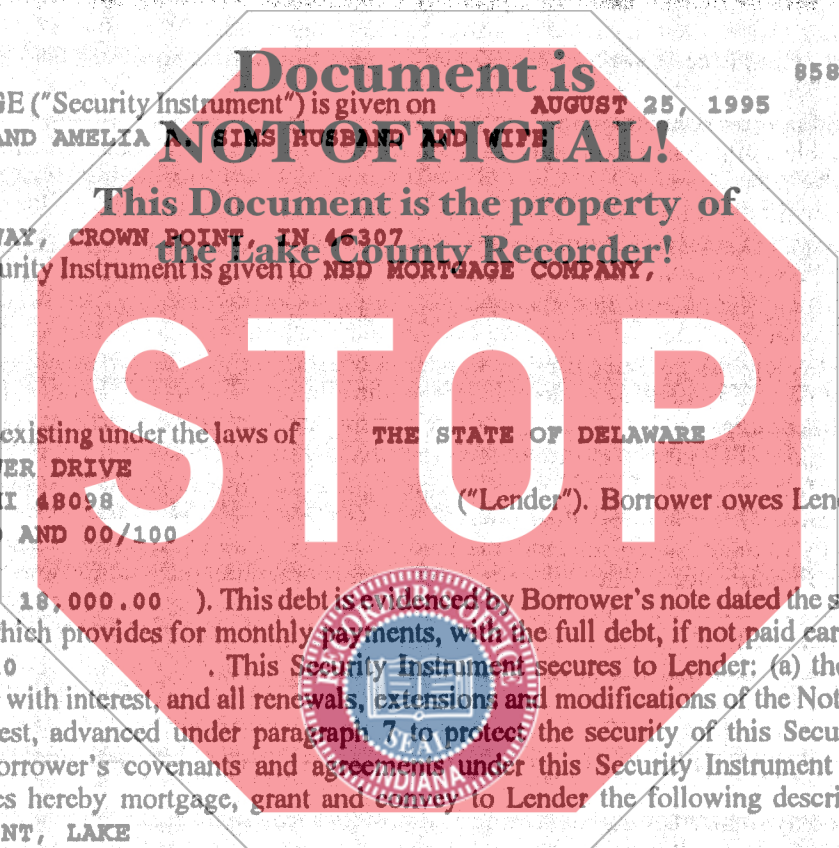 Document is
858
GE ("Security Instrument") is given on AUGUST 25, 1995
AND AMELIA A. SIMS HUSBAND AND WIFE
NOT OFFICIAL!
This Document is the property of
WAY, CROWN POINT, IN 46307
the Lake County Recorder!
urity Instrument is given to NBD MORTGAGE COMPANY,
STOP
existing under the laws of THE STATE OF DELAWARE
ER DRIVE
MI 48098 ("Lender"). Borrower owes Lend
D AND 00/100
18,000.00 ). This debt is evidenced by Borrower's note dated the s
hich provides for monthly payments, with the full debt, if not paid ear
0 . This Security Instrument secures to Lender: (a) the
with interest, and all renewals, extensions and modifications of the Not
est, advanced under paragraph 7 to protect the security of this Secu
orrower's covenants and agreements under this Security Instrument
es hereby mortgage, grant and convey to Lender the following descri
NT, LAKE
SEAL
INDIANA